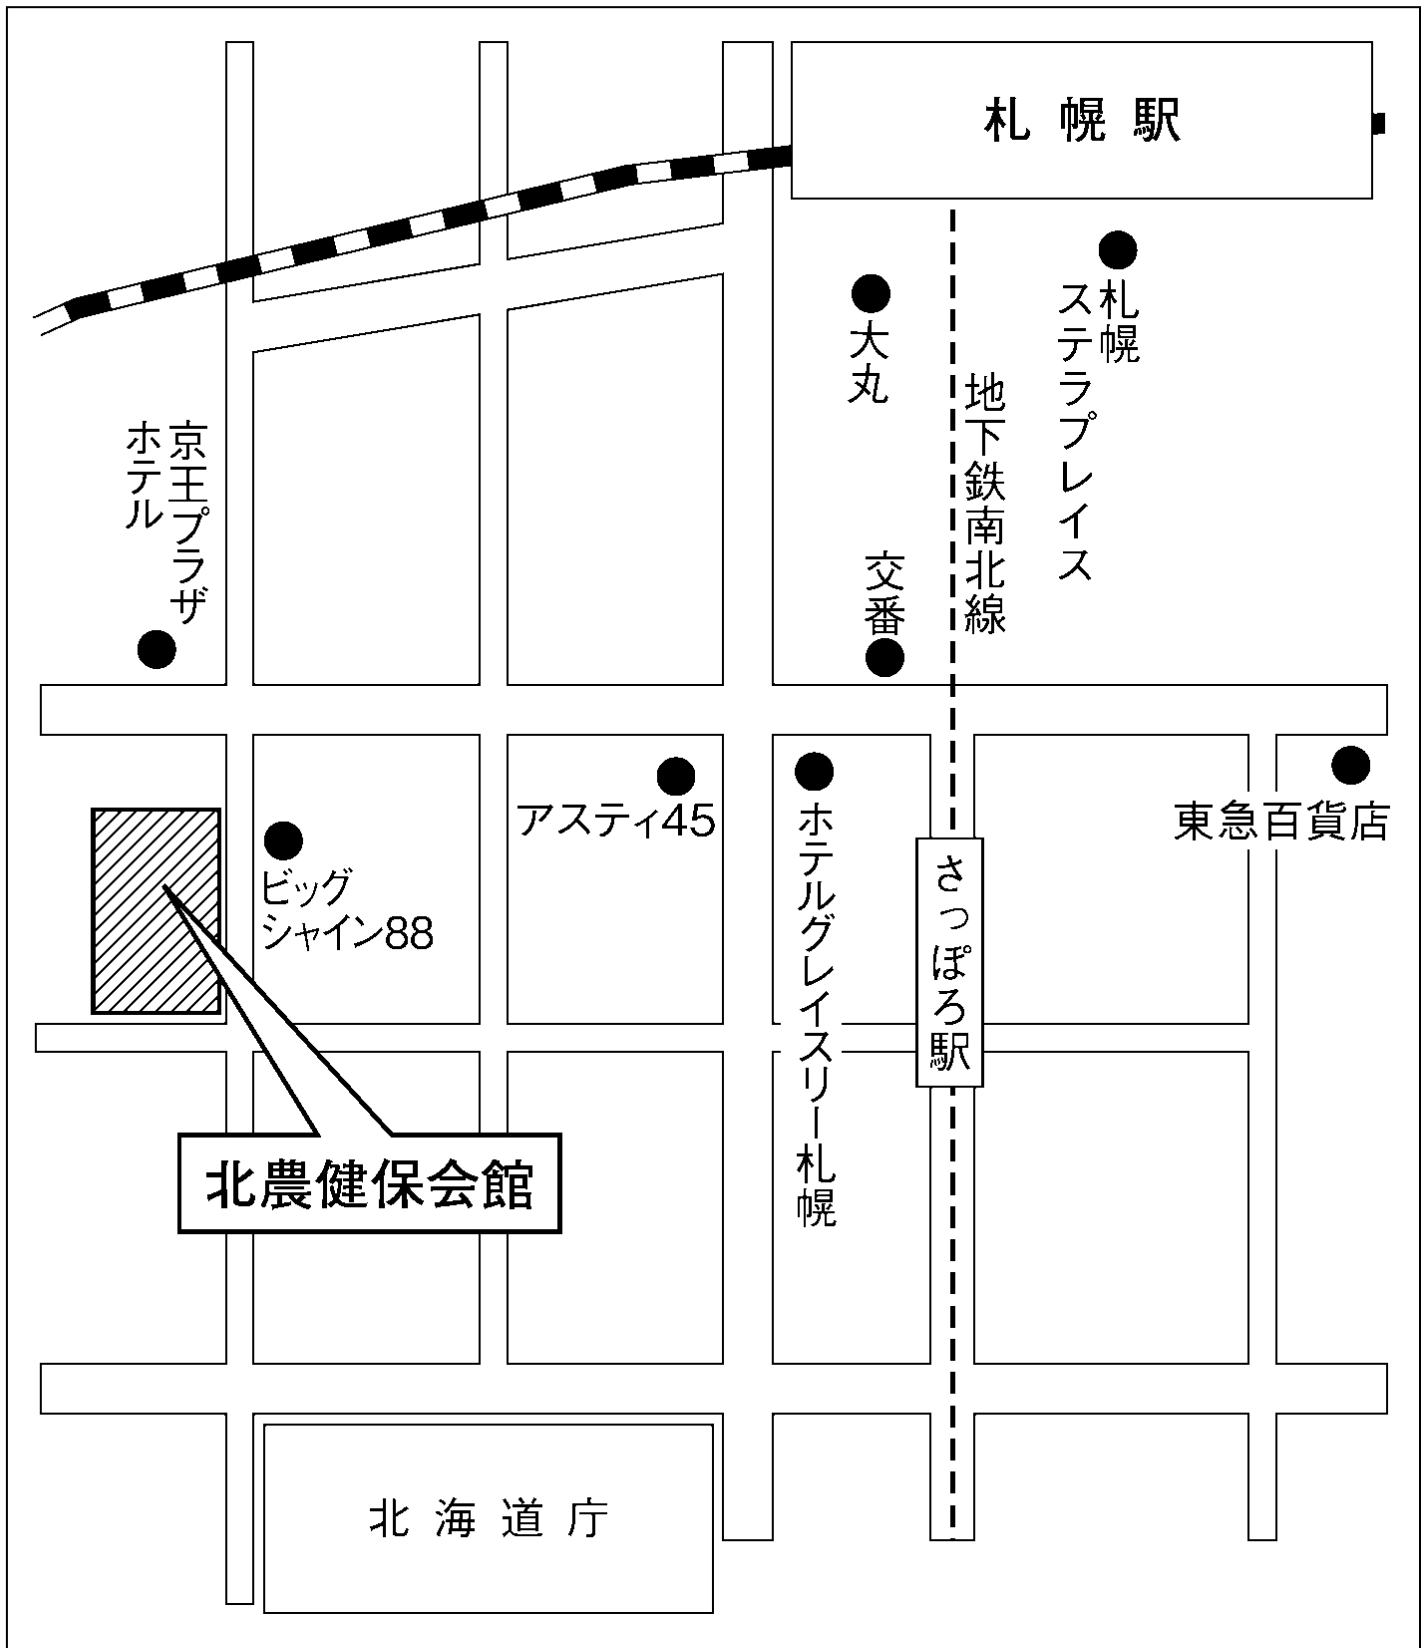 札幌駅
札幌
ステラプレイス
大丸
地下鉄南北線
京王プラザ
ホテル
交番
アスティ45
ホテルグレイスリー札幌
東急百貨店
ビッグ
シャイン88
さっぽろ駅
北農健保会館
北海道庁